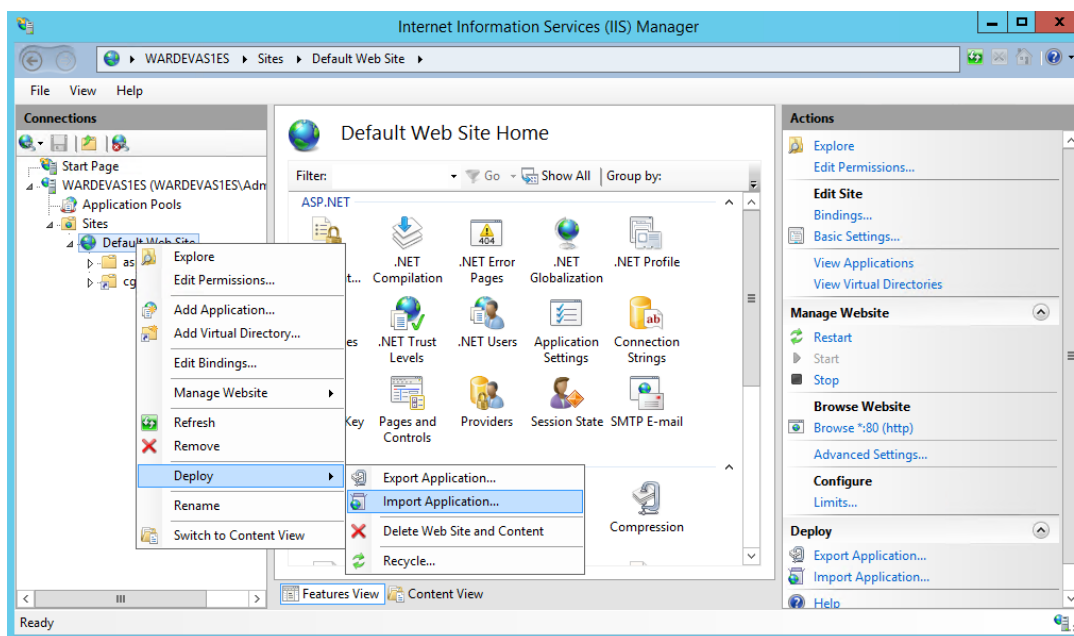 Internet Information Services (IIS) Manager
WARDEVAS1ES Sites Default Web Site
File View Help
Connections
Start Page
WARDEVAS1ES (WARDEVAS1ES\Adn
Application Pools
Sites
Default Web Site
as
cg
Explore
Edit Permissions...
Add Application...
Add Virtual Directory...
Edit Bindings...
Manage Website
Refresh
Remove
Deploy
Rename
Switch to Content View
Export Application...
Import Application...
Delete Web Site and Content
Recycle...
Default Web Site Home
Filter: Go Show All Group by:
ASP.NET
t...
.NET Compilation
.NET Error Pages
404
.NET Globalization
.NET Profile
es
.NET Trust Levels
.NET Users
Application Settings
Connection Strings
ab
Key
Pages and Controls
Providers
Session State
SMTP E-mail
Compression
Features View Content View
Actions
Explore
Edit Permissions...
Edit Site
Bindings...
Basic Settings...
View Applications
View Virtual Directories
Manage Website
Restart
Start
Stop
Browse Website
Browse *:80 (http)
Advanced Settings...
Configure
Limits...
Deploy
Export Application...
Import Application...
Help
Ready